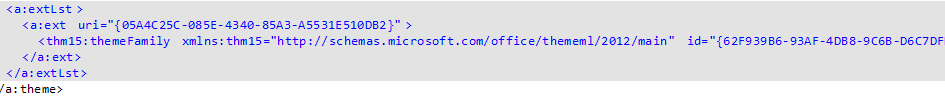 <a:extLst>
<a:ext uri="{05A4C25C-085E-4340-85A3-A5531E510DB2}">
<thm15:themeFamily xmlns:thm15="http://schemas.microsoft.com/office/thememl/2012/main" id="{62F939B6-93AF-4DB8-9C6B-D6C7DF
</a:ext>
</a:extLst>
/a:theme>